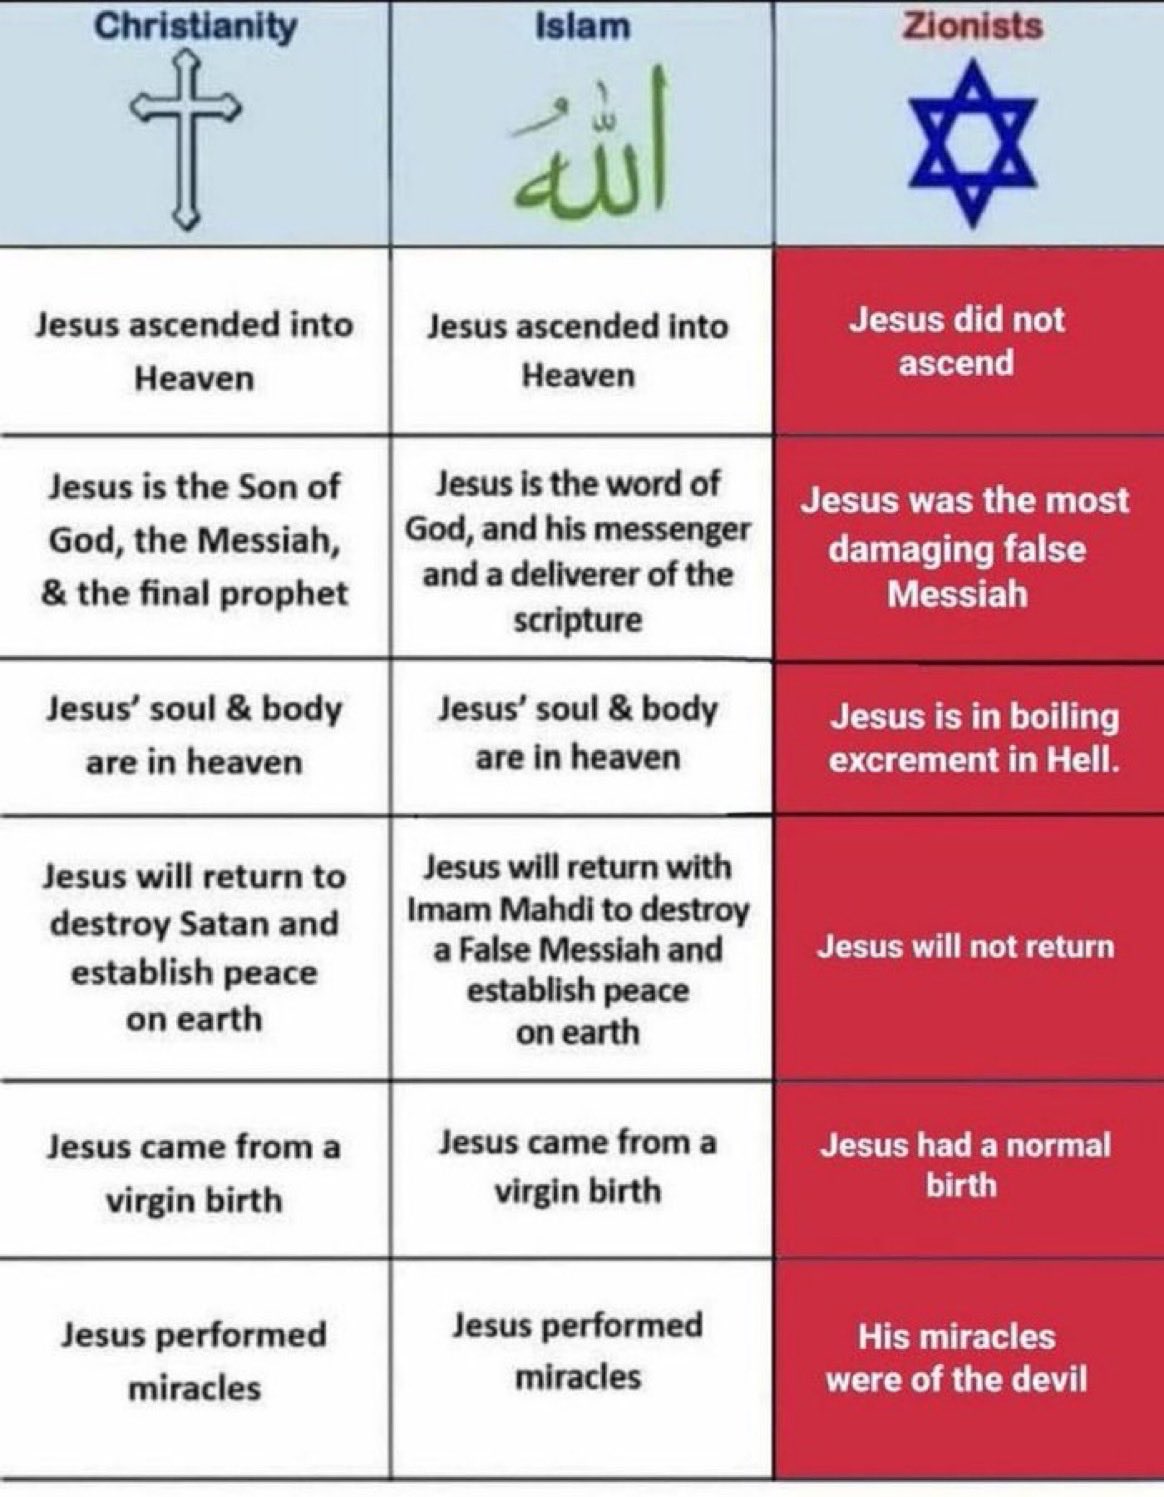 Christianity
Islam
Zionists
الله
Jesus ascended into
Heaven
Jesus ascended into
Heaven
Jesus did not
ascend
Jesus is the Son of
God, the Messiah,
& the final prophet
Jesus is the word of
God, and his messenger
and a deliverer of the
scripture
Jesus was the most
damaging false
Messiah
Jesus’ soul & body
are in heaven
Jesus’ soul & body
are in heaven
Jesus is in boiling
excrement in Hell.
Jesus will return to
destroy Satan and
establish peace
on earth
Jesus will return with
Imam Mahdi to destroy
a False Messiah and
establish peace
on earth
Jesus will not return
Jesus came from a
virgin birth
Jesus came from a
virgin birth
Jesus had a normal
birth
Jesus performed
miracles
Jesus performed
miracles
His miracles
were of the devil